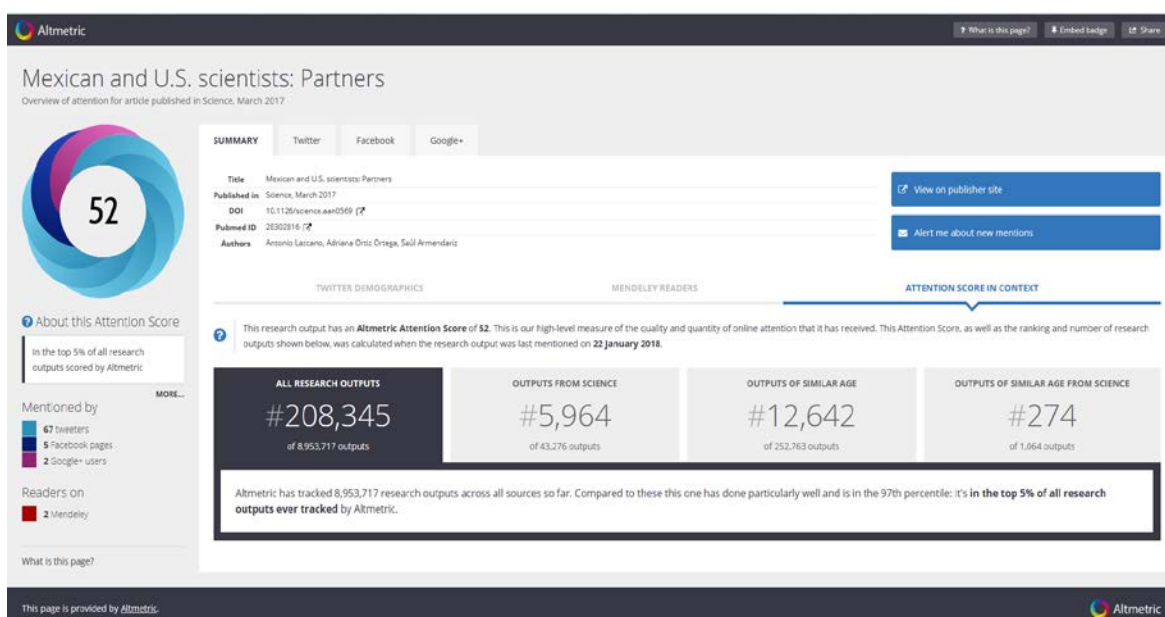 Altmetric
? What is this page?
Embed badge
Share
Mexican and U.S. scientists: Partners
Overview of attention for article published in Science, March 2017
52
SUMMARY
Twitter
Facebook
Google+
Title Mexican and U.S. scientists: Partners
Published in Science, March 2017
DOI 10.1126/science.aan0569
Pubmed ID 28302816
Authors Antonio Lazcano, Adriana Ortiz Ortega, Saúl Armendariz
View on publisher site
Alert me about new mentions
TWITTER DEMOGRAPHICS
MENDELEY READERS
ATTENTION SCORE IN CONTEXT
? About this Attention Score
In the top 5% of all research
outputs scored by Altmetric
MORE...
Mentioned by
67 tweeters
5 Facebook pages
2 Google+ users
Readers on
2 Mendeley
What is this page?
? This research output has an Altmetric Attention Score of 52. This is our high-level measure of the quality and quantity of online attention that it has received. This Attention Score, as well as the ranking and number of research
outputs shown below, was calculated when the research output was last mentioned on 22 January 2018.
ALL RESEARCH OUTPUTS
#208,345
of 8,953,717 outputs
OUTPUTS FROM SCIENCE
#5,964
of 43,276 outputs
OUTPUTS OF SIMILAR AGE
#12,642
of 252,763 outputs
OUTPUTS OF SIMILAR AGE FROM SCIENCE
#274
of 1,064 outputs
Altmetric has tracked 8,953,717 research outputs across all sources so far. Compared to these this one has done particularly well and is in the 97th percentile: it's in the top 5% of all research
outputs ever tracked by Altmetric.
This page is provided by Altmetric.
Altmetric